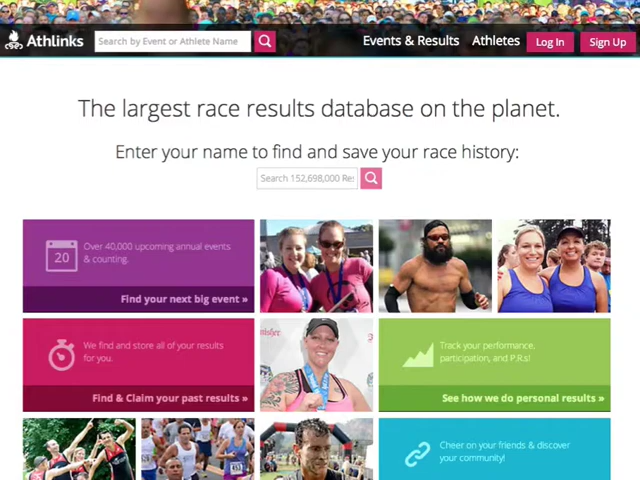 Athlinks
Search by Event or Athlete Name
Events & Results
Athletes
Log In
Sign Up
The largest race results database on the planet.
Enter your name to find and save your race history:
Search 152,698,000 Re
20
Over 40,000 upcoming annual events
& counting.
Find your next big event »
We find and store all of your results
for you.
Find & Claim your past results »
Track your performance,
participation, and P.R.s!
See how we do personal results »
Cheer on your friends & discover
your community!